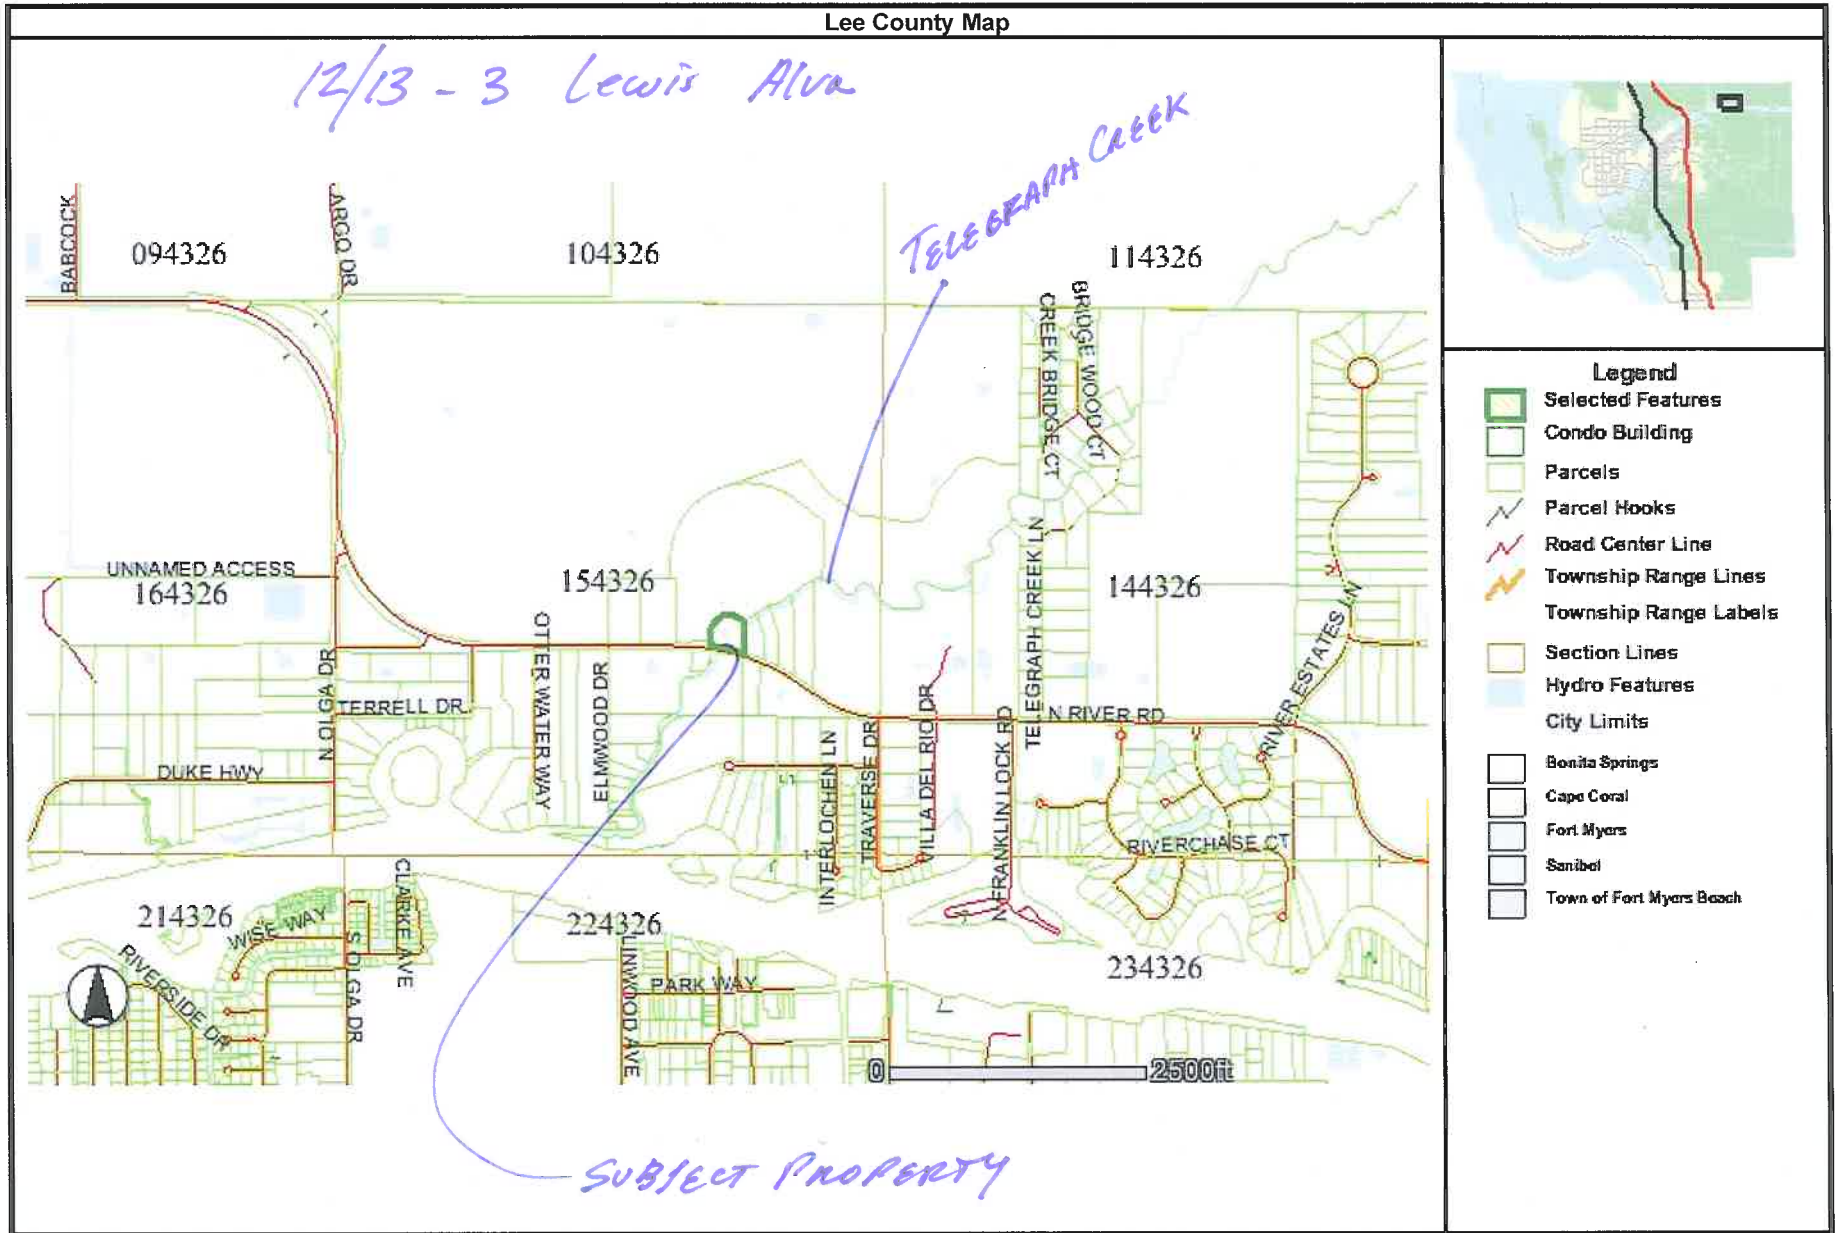 Lee County Map
12/13 - 3 Lewis Alva
TELEGRAPH CREEK
BABCOCK
094326
ARGO DR
104326
114326
CREEK BRIDGE CT
BRIDGE WOOD CT
UNNAMED ACCESS
164326
154326
144326
TELEGRAPH CREEK LN
RIVER ESTATES LN
N OLGA DR
TERRELL DR
OTTER WATER WAY
ELMWOOD DR
N RIVER RD
DUKE HWY
INTERLOCHEN LN
TRAVERSE DR
VILLA DEL RIO DR
N FRANKLIN LOCK RD
RIVERCHASE CT
214326
WISE WAY
CLARKE AVE
S OLGA DR
RIVERSIDE DR
224326
LINWOOD AVE
PARK WAY
234326
0 2500ft
SUBJECT PROPERTY
Legend
Selected Features
Condo Building
Parcels
Parcel Hooks
Road Center Line
Township Range Lines
Township Range Labels
Section Lines
Hydro Features
City Limits
Bonita Springs
Cape Coral
Fort Myers
Sanibel
Town of Fort Myers Beach